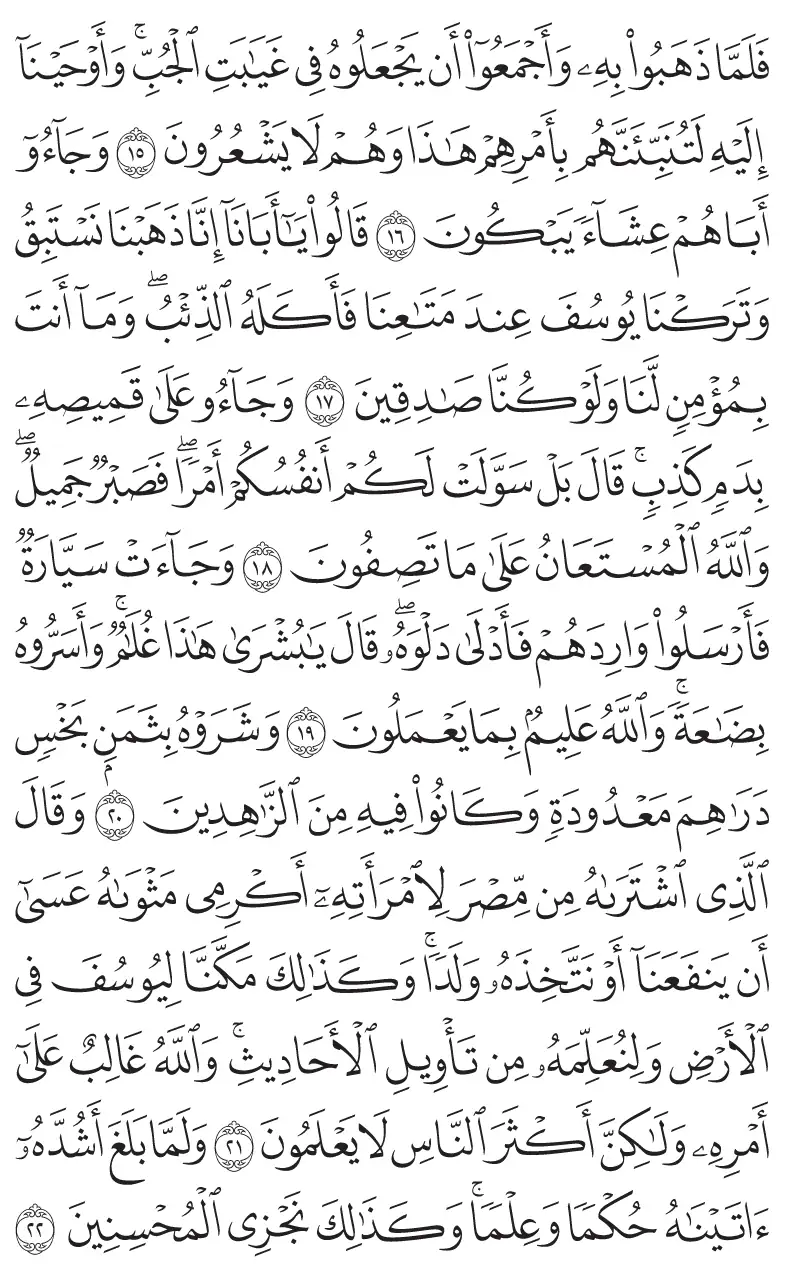 فَلَمَّا ذَهَبُواْ بِهِۦ وَأَجۡمَعُوٓاْ أَن يَجۡعَلُوهُ فِي غَيَٰبَتِ ٱلۡجُبِّۚ وَأَوۡحَيۡنَآ
إِلَيۡهِ لَتُنَبِّئَنَّهُم بِأَمۡرِهِمۡ هَٰذَا وَهُمۡ لَا يَشۡعُرُونَ ١٥ وَجَآءُوٓ
أَبَاهُمۡ عِشَآءٗ يَبۡكُونَ ١٦ قَالُواْ يَٰٓأَبَانَآ إِنَّا ذَهَبۡنَا نَسۡتَبِقُ
وَتَرَكۡنَا يُوسُفَ عِندَ مَتَٰعِنَا فَأَكَلَهُ ٱلذِّئۡبُۖ وَمَآ أَنتَ
بِمُؤۡمِنٖ لَّنَا وَلَوۡ كُنَّا صَٰدِقِينَ ١٧ وَجَآءُو عَلَىٰ قَمِيصِهِۦ
بِدَمٖ كَذِبٖۚ قَالَ بَلۡ سَوَّلَتۡ لَكُمۡ أَنفُسُكُمۡ أَمۡرٗاۖ فَصَبۡرٞ جَمِيلٞۖ
وَٱللَّهُ ٱلۡمُسۡتَعَانُ عَلَىٰ مَا تَصِفُونَ ١٨ وَجَآءَتۡ سَيَّارَةٞ
فَأَرۡسَلُواْ وَارِدَهُمۡ فَأَدۡلَىٰ دَلۡوَهُۥۖ قَالَ يَٰبُشۡرَىٰ هَٰذَا غُلَٰمٞۚ وَأَسَرُّوهُ
بِضَٰعَةٗۚ وَٱللَّهُ عَلِيمُۢ بِمَا يَعۡمَلُونَ ١٩ وَشَرَوۡهُ بِثَمَنِۭ بَخۡسٖ
دَرَٰهِمَ مَعۡدُودَةٖ وَكَانُواْ فِيهِ مِنَ ٱلزَّٰهِدِينَ ٢٠ وَقَالَ
ٱلَّذِي ٱشۡتَرَىٰهُ مِن مِّصۡرَ لِٱمۡرَأَتِهِۦٓ أَكۡرِمِي مَثۡوَىٰهُ عَسَىٰٓ
أَن يَنفَعَنَآ أَوۡ نَتَّخِذَهُۥ وَلَدٗاۚ وَكَذَٰلِكَ مَكَّنَّا لِيُوسُفَ فِي
ٱلۡأَرۡضِ وَلِنُعَلِّمَهُۥ مِن تَأۡوِيلِ ٱلۡأَحَادِيثِۚ وَٱللَّهُ غَالِبٌ عَلَىٰٓ
أَمۡرِهِۦ وَلَٰكِنَّ أَكۡثَرَ ٱلنَّاسِ لَا يَعۡلَمُونَ ٢١ وَلَمَّا بَلَغَ أَشُدَّهُۥٓ
ءَاتَيۡنَٰهُ حُكۡمٗا وَعِلۡمٗاۚ وَكَذَٰلِكَ نَجۡزِي ٱلۡمُحۡسِنِينَ ٢٢